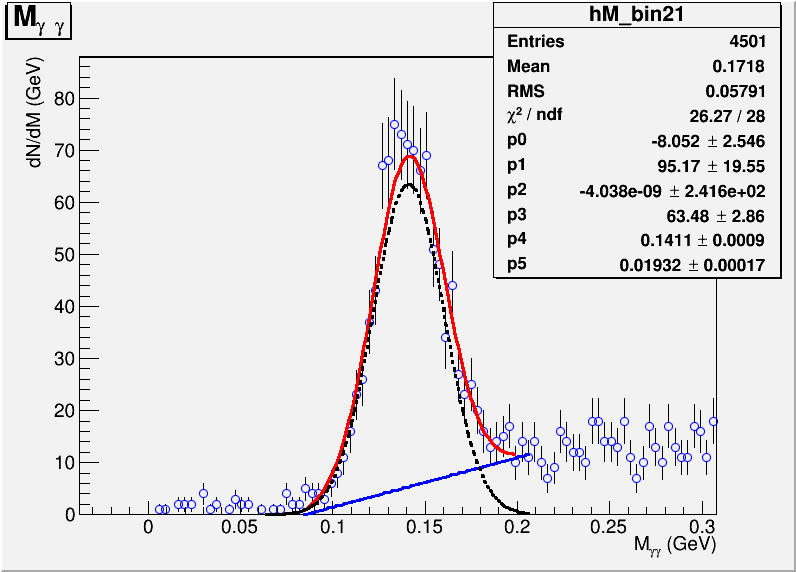 M γ γ
hM_bin21
Entries 4501
Mean 0.1718
RMS 0.05791
χ² / ndf 26.27 / 28
p0 -8.052 ± 2.546
p1 95.17 ± 19.55
p2 -4.038e-09 ± 2.416e+02
p3 63.48 ± 2.86
p4 0.1411 ± 0.0009
p5 0.01932 ± 0.00017
dN/dM (GeV)
80
70
60
50
40
30
20
10
0
0 0.05 0.1 0.15 0.2 0.25 0.3
Mγγ (GeV)